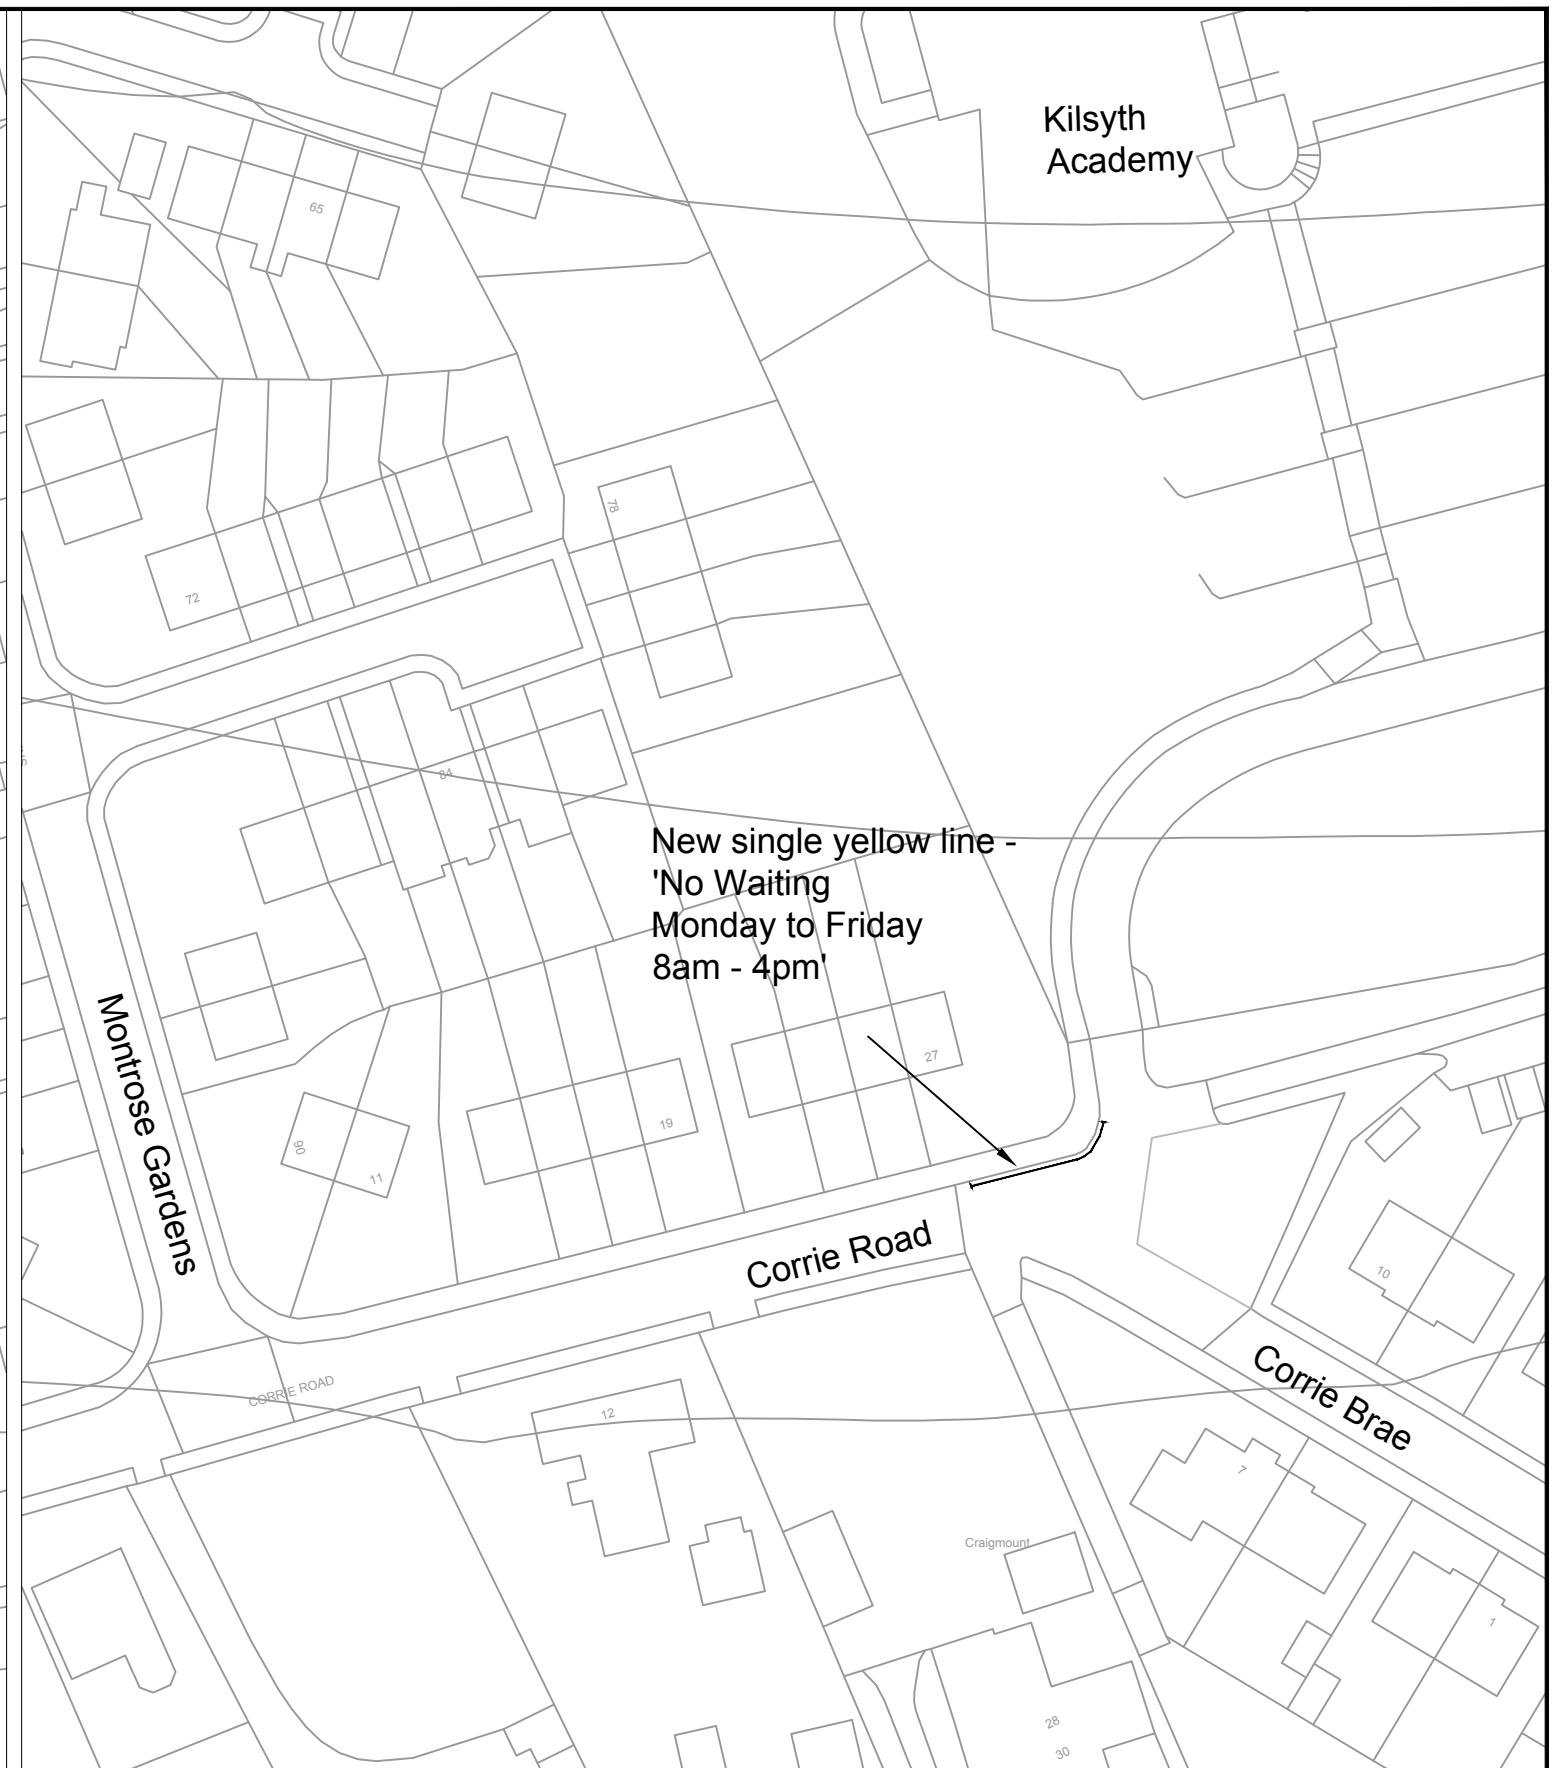 Kilsyth
Academy
65
78
72
84
New single yellow line -
'No Waiting
Monday to Friday
8am - 4pm'
Montrose Gardens
27
19
90
11
Corrie Road
10
CORRIE ROAD
Corrie Brae
12
7
Craigmount
1
28
30